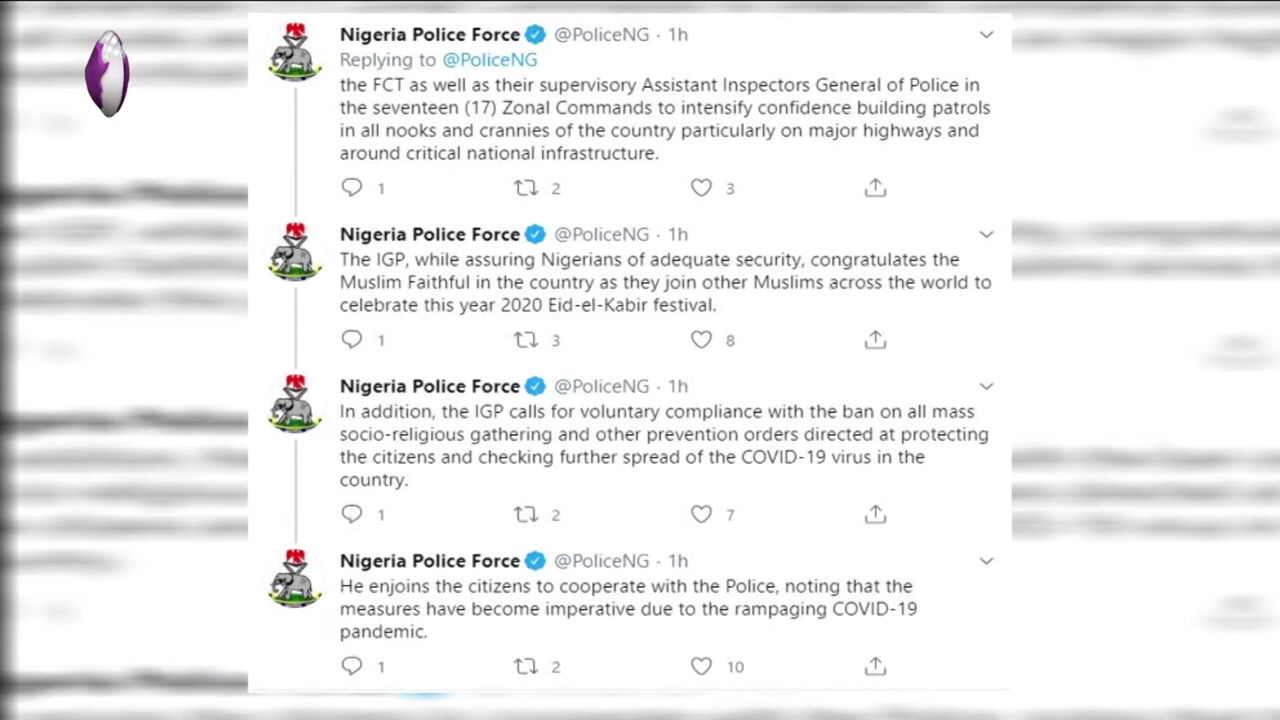 Nigeria Police Force @PoliceNG · 1h
Replying to @PoliceNG
the FCT as well as their supervisory Assistant Inspectors General of Police in
the seventeen (17) Zonal Commands to intensify confidence building patrols
in all nooks and crannies of the country particularly on major highways and
around critical national infrastructure.
1 2 3
Nigeria Police Force @PoliceNG · 1h
The IGP, while assuring Nigerians of adequate security, congratulates the
Muslim Faithful in the country as they join other Muslims across the world to
celebrate this year 2020 Eid-el-Kabir festival.
1 3 8
Nigeria Police Force @PoliceNG · 1h
In addition, the IGP calls for voluntary compliance with the ban on all mass
socio-religious gathering and other prevention orders directed at protecting
the citizens and checking further spread of the COVID-19 virus in the
country.
1 2 7
Nigeria Police Force @PoliceNG · 1h
He enjoins the citizens to cooperate with the Police, noting that the
measures have become imperative due to the rampaging COVID-19
pandemic.
1 2 10